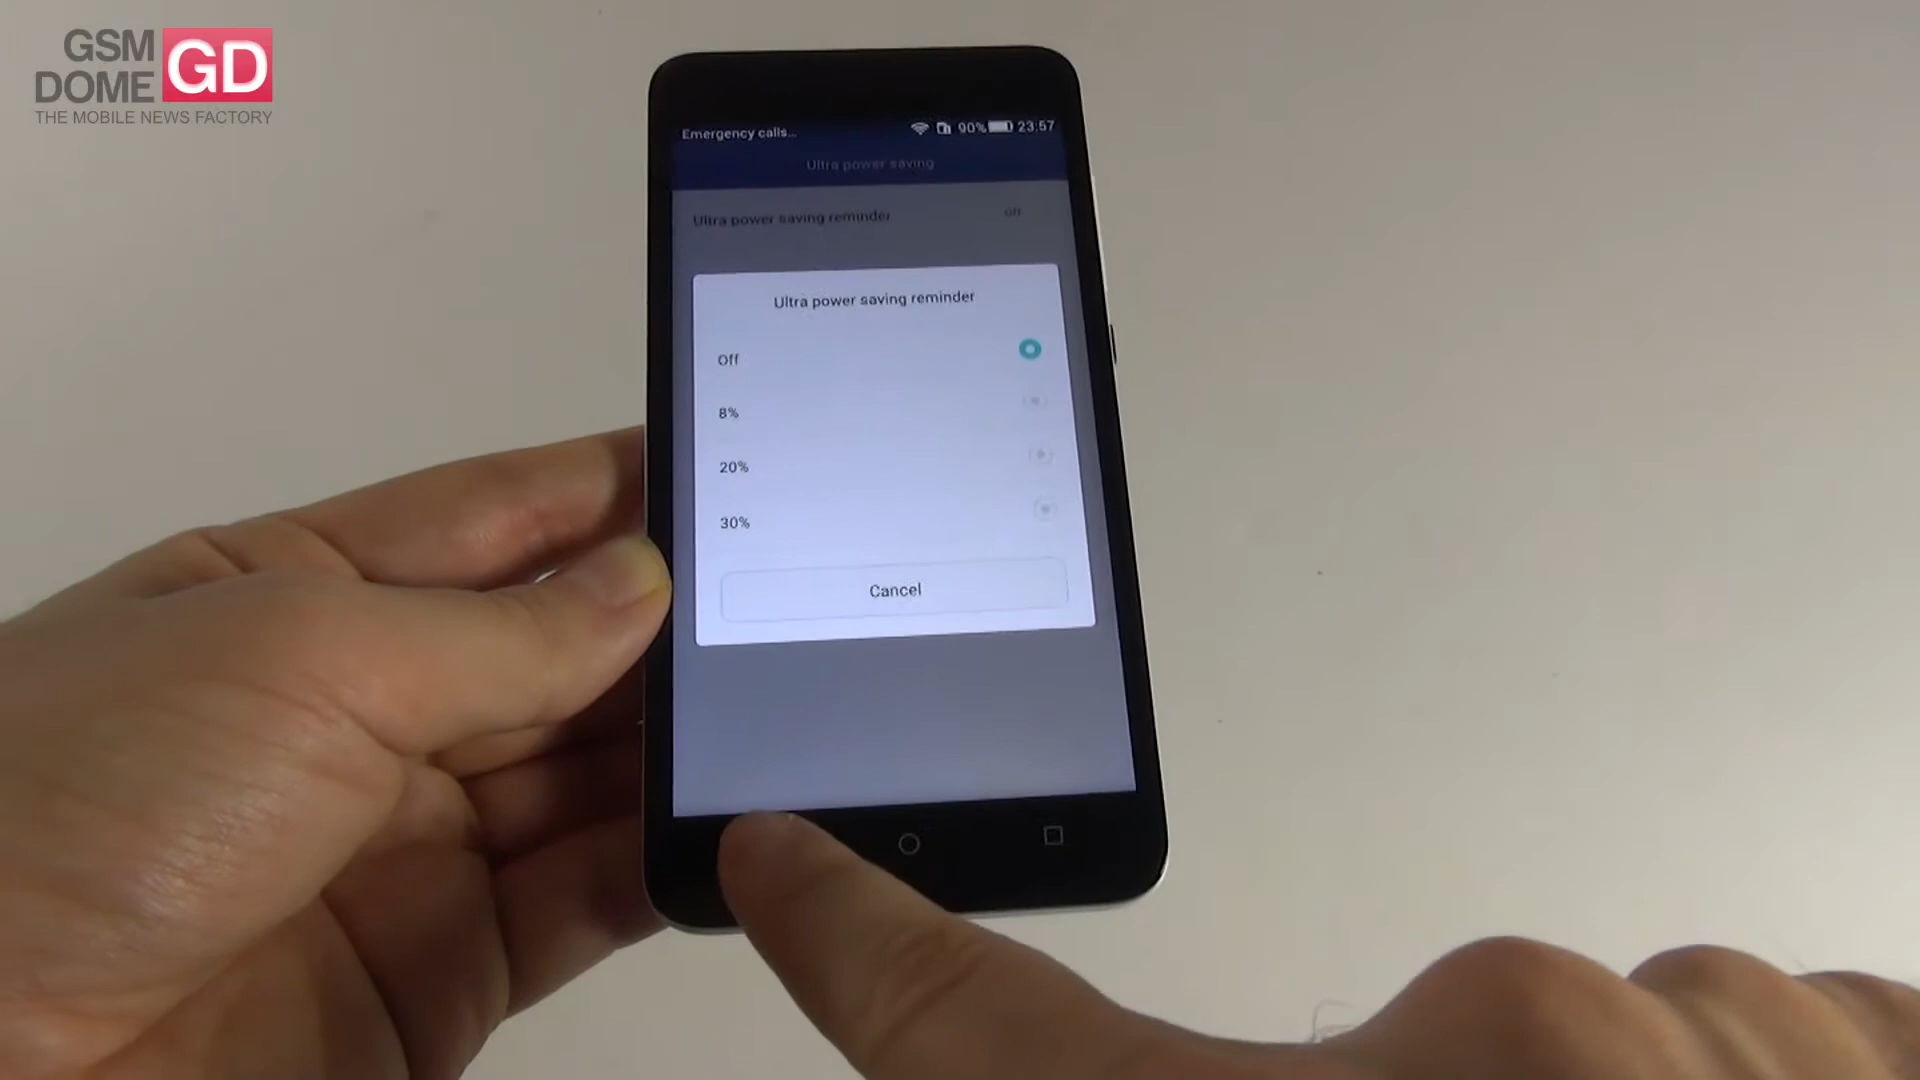 GSM
DOME
GD
THE MOBILE NEWS FACTORY
Emergency calls...
90%
23:57
Ultra power saving
Ultra power saving reminder
Off
Ultra power saving reminder
Off
8%
20%
30%
Cancel